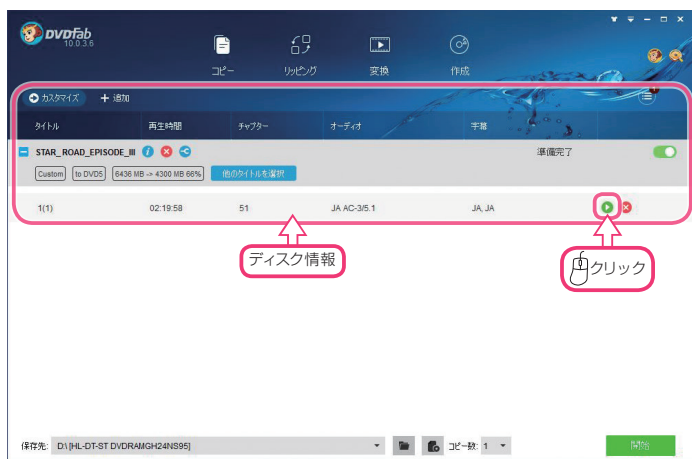 DVDFab
10.0.3.6
コピー
リッピング
変換
作成
カスタマイズ
+ 追加
タイトル
再生時間
チャプター
オーディオ
字幕
STAR_ROAD_EPISODE_III
準備完了
Custom
to DVD5
6436 MB -> 4300 MB 66%
他のタイトルを選択
1(1)
02:19:58
51
JA AC-3/5.1
JA, JA
ディスク情報
クリック
保存先:
D:\ [HL-DT-ST DVDRAMGH24NS95]
コピー数:
1
開始